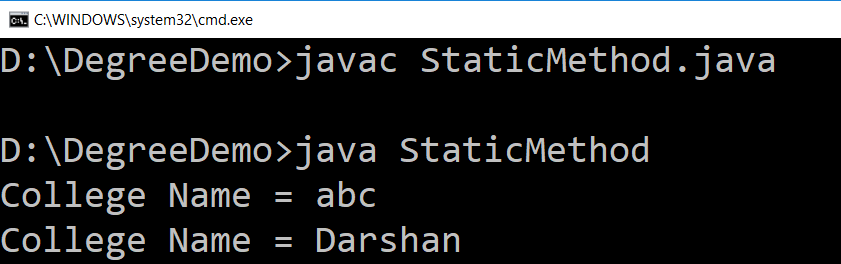 C:\WINDOWS\system32\cmd.exe
D:\DegreeDemo>javac StaticMethod.java
D:\DegreeDemo>java StaticMethod
College Name = abc
College Name = Darshan